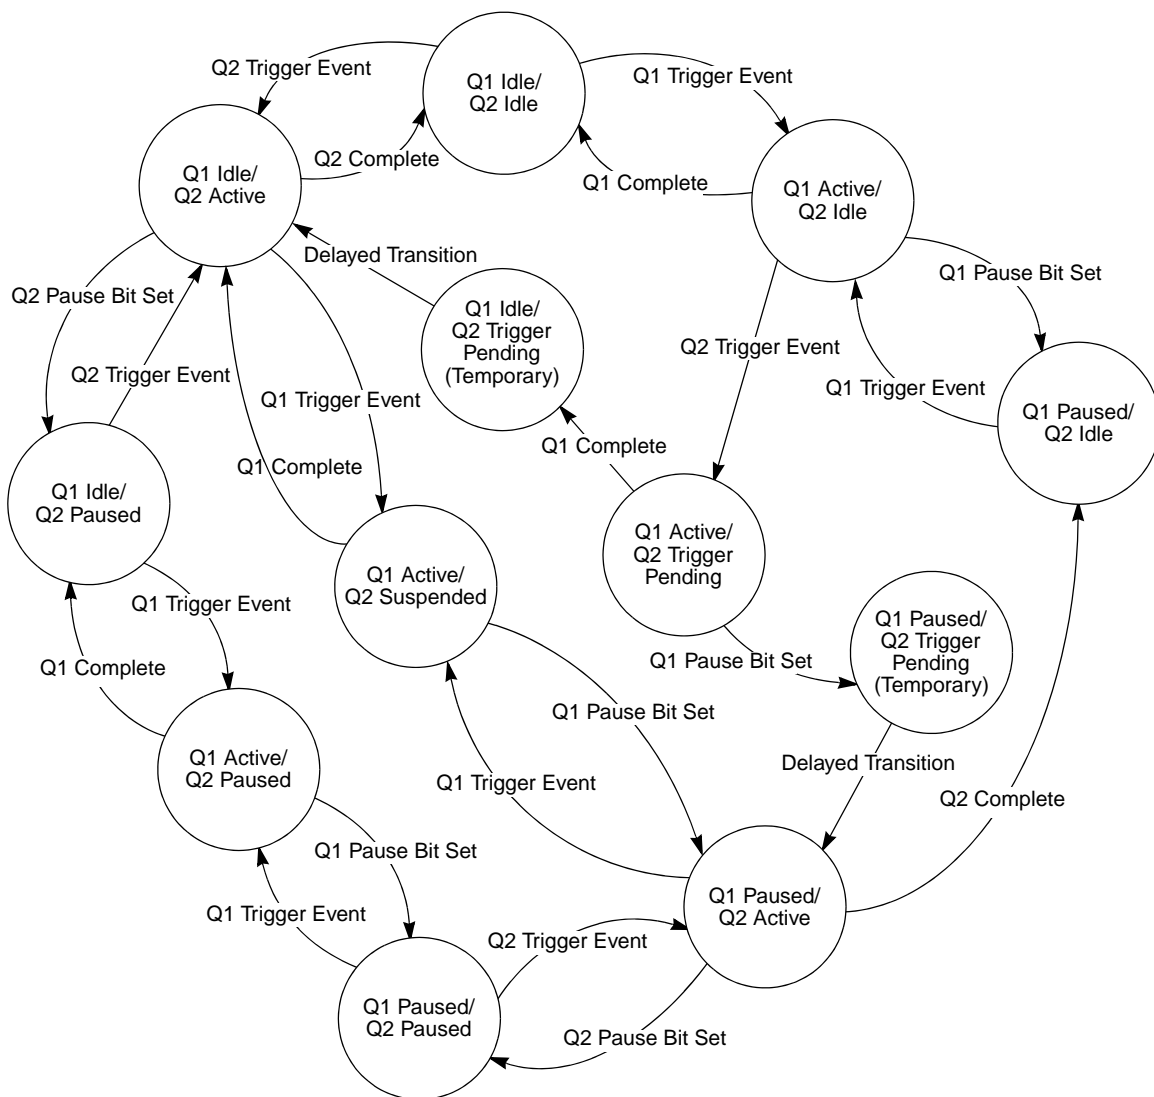 Q2 Trigger Event
Q1 Idle/
Q2 Idle
Q1 Trigger Event
Q2 Complete
Q1 Complete
Q1 Idle/
Q2 Active
Q1 Active/
Q2 Idle
Delayed Transition
Q1 Pause Bit Set
Q2 Pause Bit Set
Q1 Idle/
Q2 Trigger
Pending
(Temporary)
Q2 Trigger Event
Q2 Trigger Event
Q1 Trigger Event
Q1 Trigger Event
Q1 Paused/
Q2 Idle
Q1 Complete
Q1 Complete
Q1 Idle/
Q2 Paused
Q1 Active/
Q2 Trigger
Pending
Q1 Active/
Q2 Suspended
Q1 Trigger Event
Q1 Paused/
Q2 Trigger
Pending
(Temporary)
Q1 Complete
Q1 Pause Bit Set
Q1 Pause Bit Set
Q1 Active/
Q2 Paused
Q1 Trigger Event
Delayed Transition
Q2 Complete
Q1 Pause Bit Set
Q1 Paused/
Q2 Active
Q1 Trigger Event
Q2 Trigger Event
Q1 Paused/
Q2 Paused
Q2 Pause Bit Set